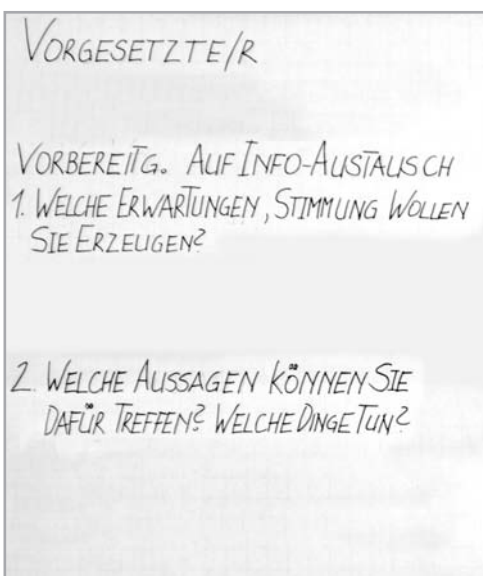 VORGESETZTE/R
VORBEREITG. AUF INFO-AUSTAUSCH
1. WELCHE ERWARTUNGEN, STIMMUNG WOLLEN
SIE ERZEUGEN?
2. WELCHE AUSSAGEN KÖNNEN SIE
DAFÜR TREFFEN? WELCHE DINGE TUN?